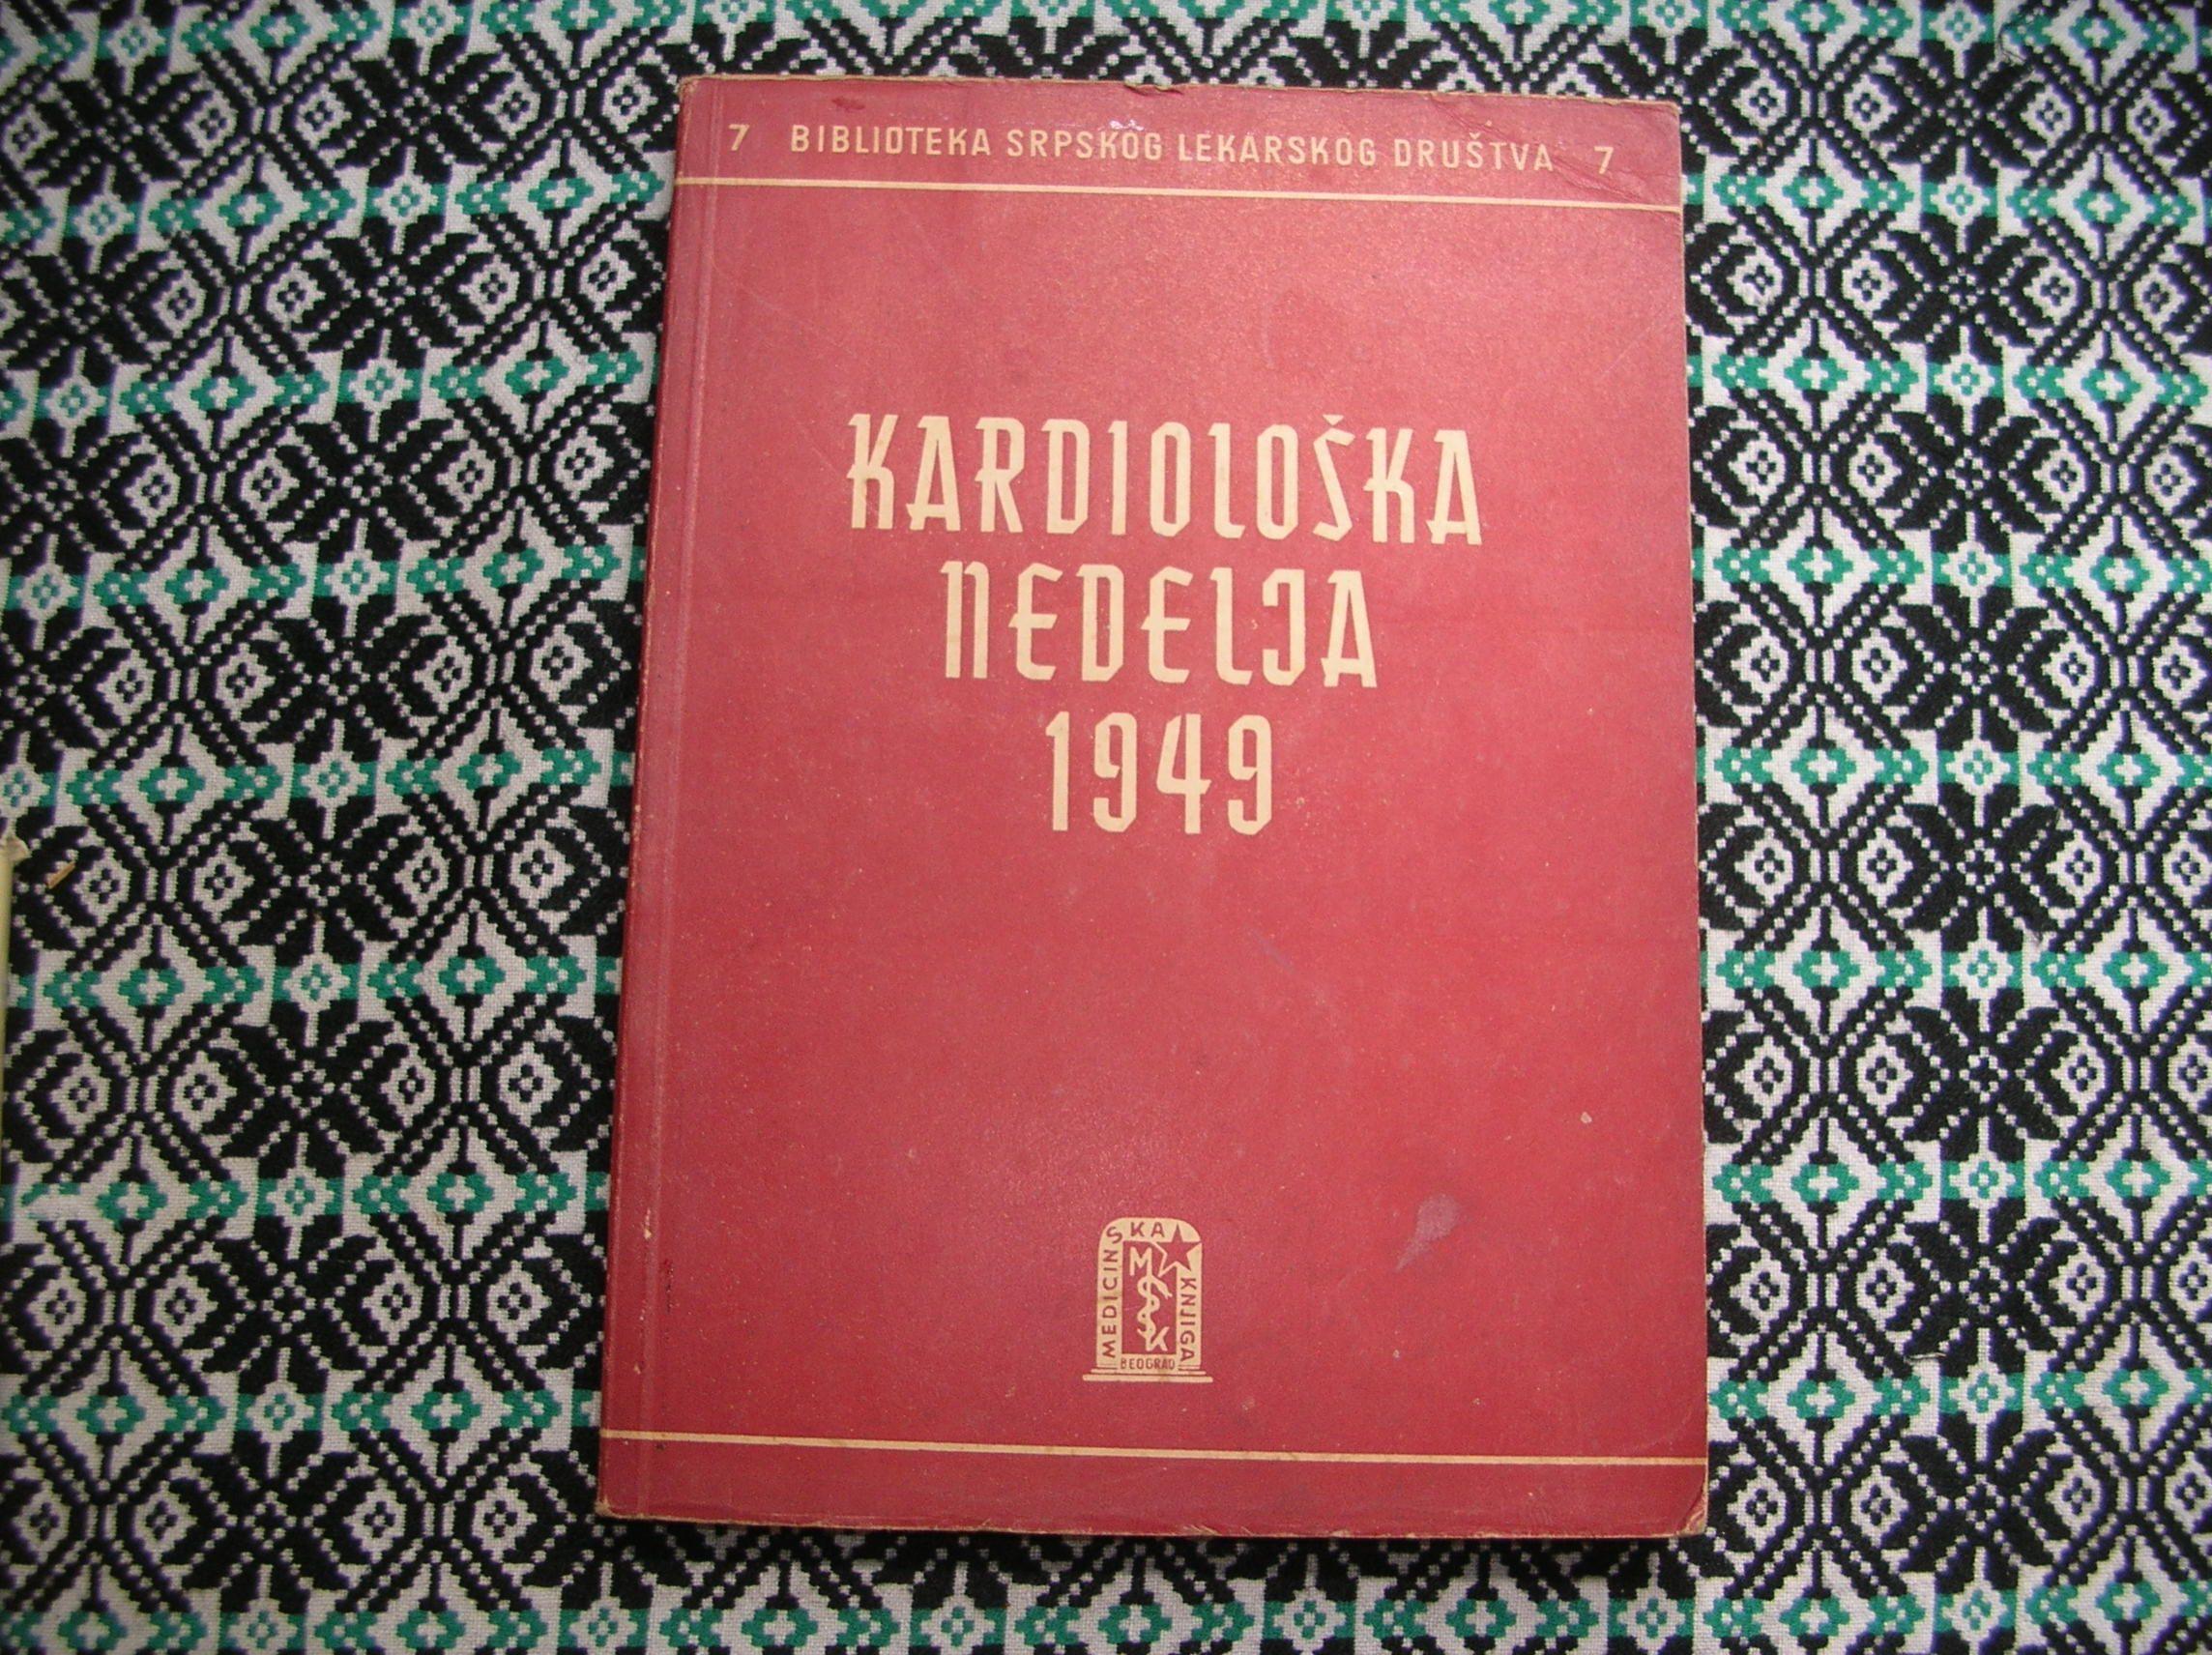 7 BIBLIOTEKA SRPSKOG LEKARSKOG DRUŠTVA 7
KARDIOLOŠKA
NEDELJA
1949
MEDICINSKA KNJIGA
M
K
BEOGRAD